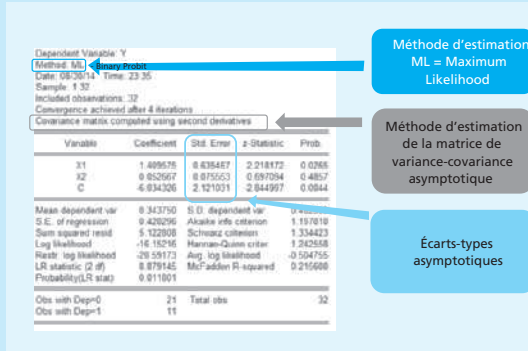 Dependent Variable: Y
Method: ML - Binary Probit
Date: 08/30/14 Time: 23:35
Sample: 1 32
Included observations: 32
Convergence achieved after 4 iterations
Covariance matrix computed using second derivatives
Variable Coefficient Std. Error z-Statistic Prob.
X1 1.409575 0.635467 2.218172 0.0265
X2 0.052667 0.075553 0.697094 0.4857
C -6.034326 2.121031 -2.844997 0.0044
Mean dependent var 0.343750 S.D. dependent var
S.E. of regression 0.420296 Akaike info criterion 1.197010
Sum squared resid 5.122808 Schwarz criterion 1.334423
Log likelihood -16.15216 Hannan-Quinn criter. 1.242558
Restr. log likelihood -20.59173 Avg. log likelihood -0.504755
LR statistic (2 df) 8.879145 McFadden R-squared 0.215600
Probability(LR stat) 0.011801
Obs with Dep=0 21 Total obs 32
Obs with Dep=1 11
Méthode d'estimation
ML = Maximum
Likelihood
Méthode d'estimation
de la matrice de
variance-covariance
asymptotique
Écarts-types
asymptotiques